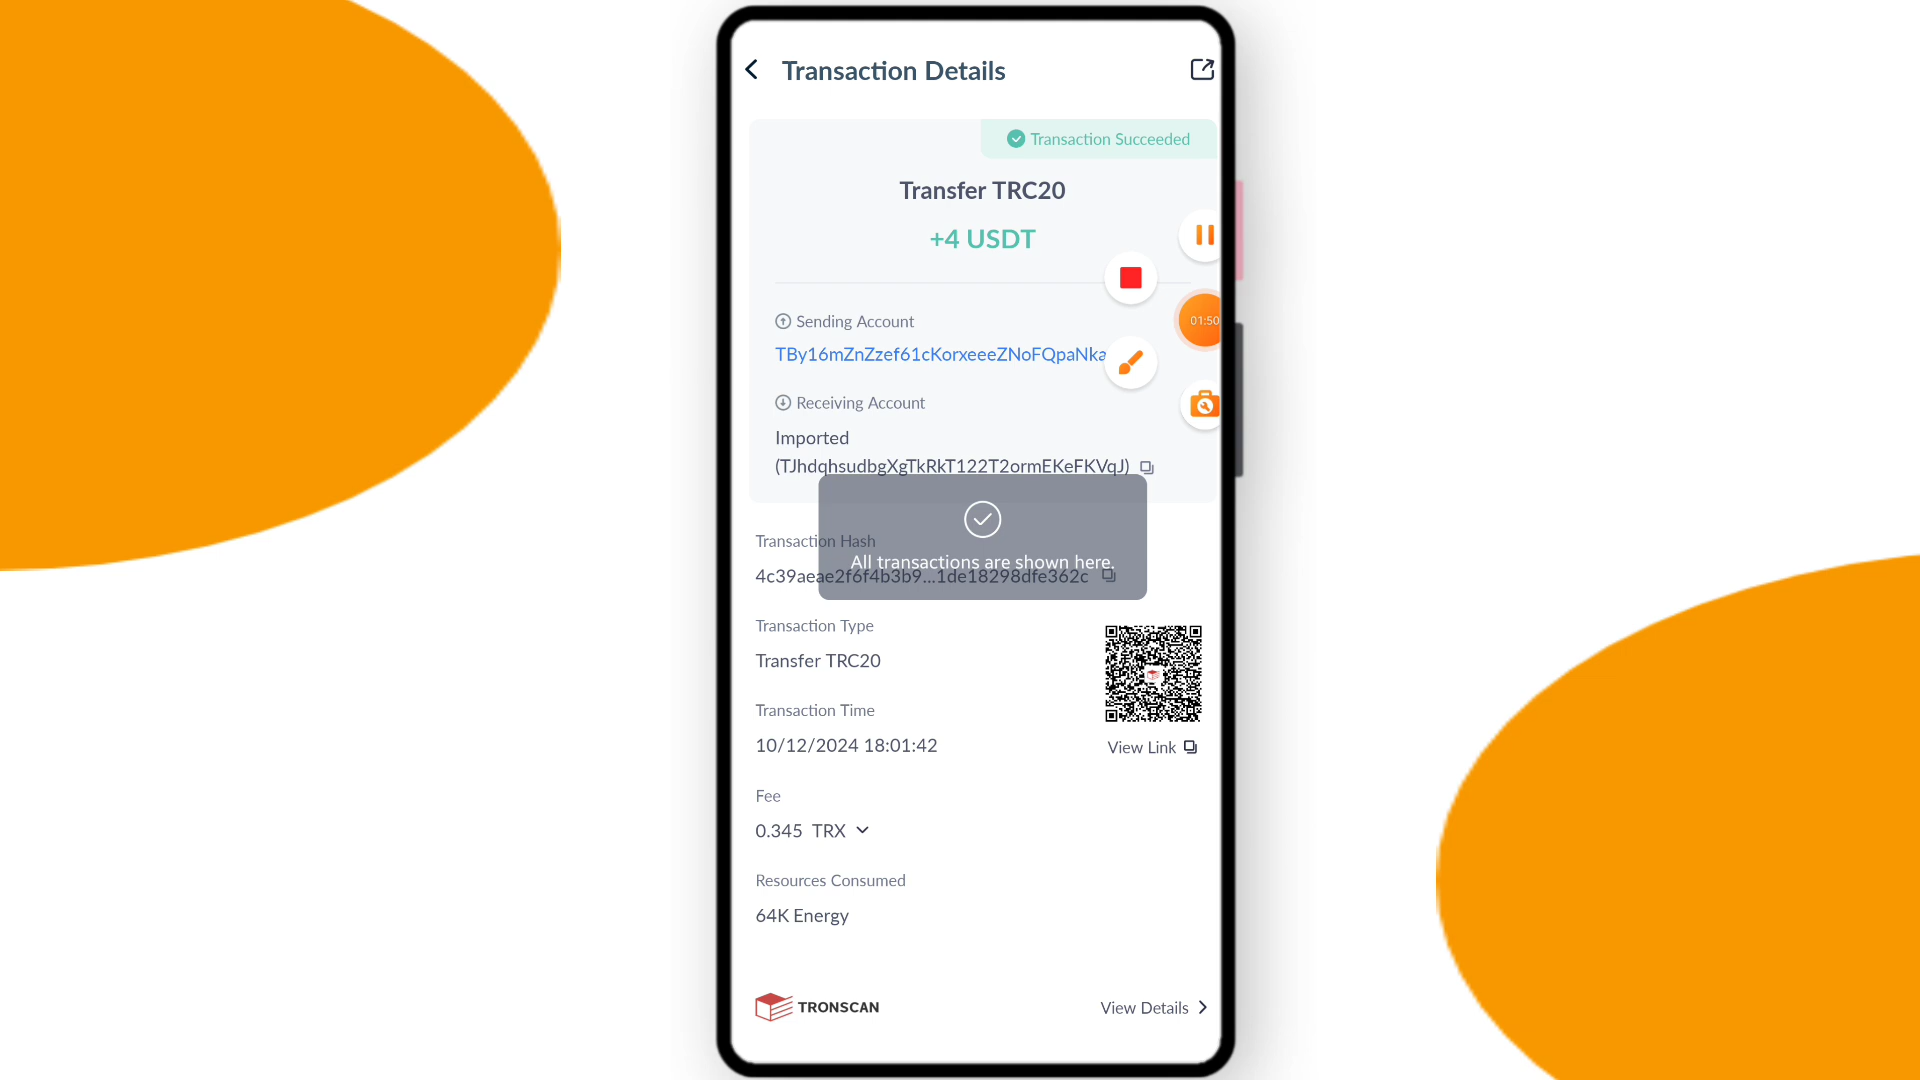 Transaction Details
Transaction Succeeded
Transfer TRC20
+4 USDT
01:50
Sending Account
TBy16mZnZzef61cKorxeeeZNoFQpaNka
Receiving Account
Imported
(TJhdqhsudbgXgTkRkT122T2ormEKeFKVqJ)
All transactions are shown here.
Transaction Hash
4c39aeae2f6f4b3b9...1de18298dfe362c
Transaction Type
Transfer TRC20
Transaction Time
10/12/2024 18:01:42
View Link
Fee
0.345 TRX
Resources Consumed
64K Energy
TRONSCAN
View Details